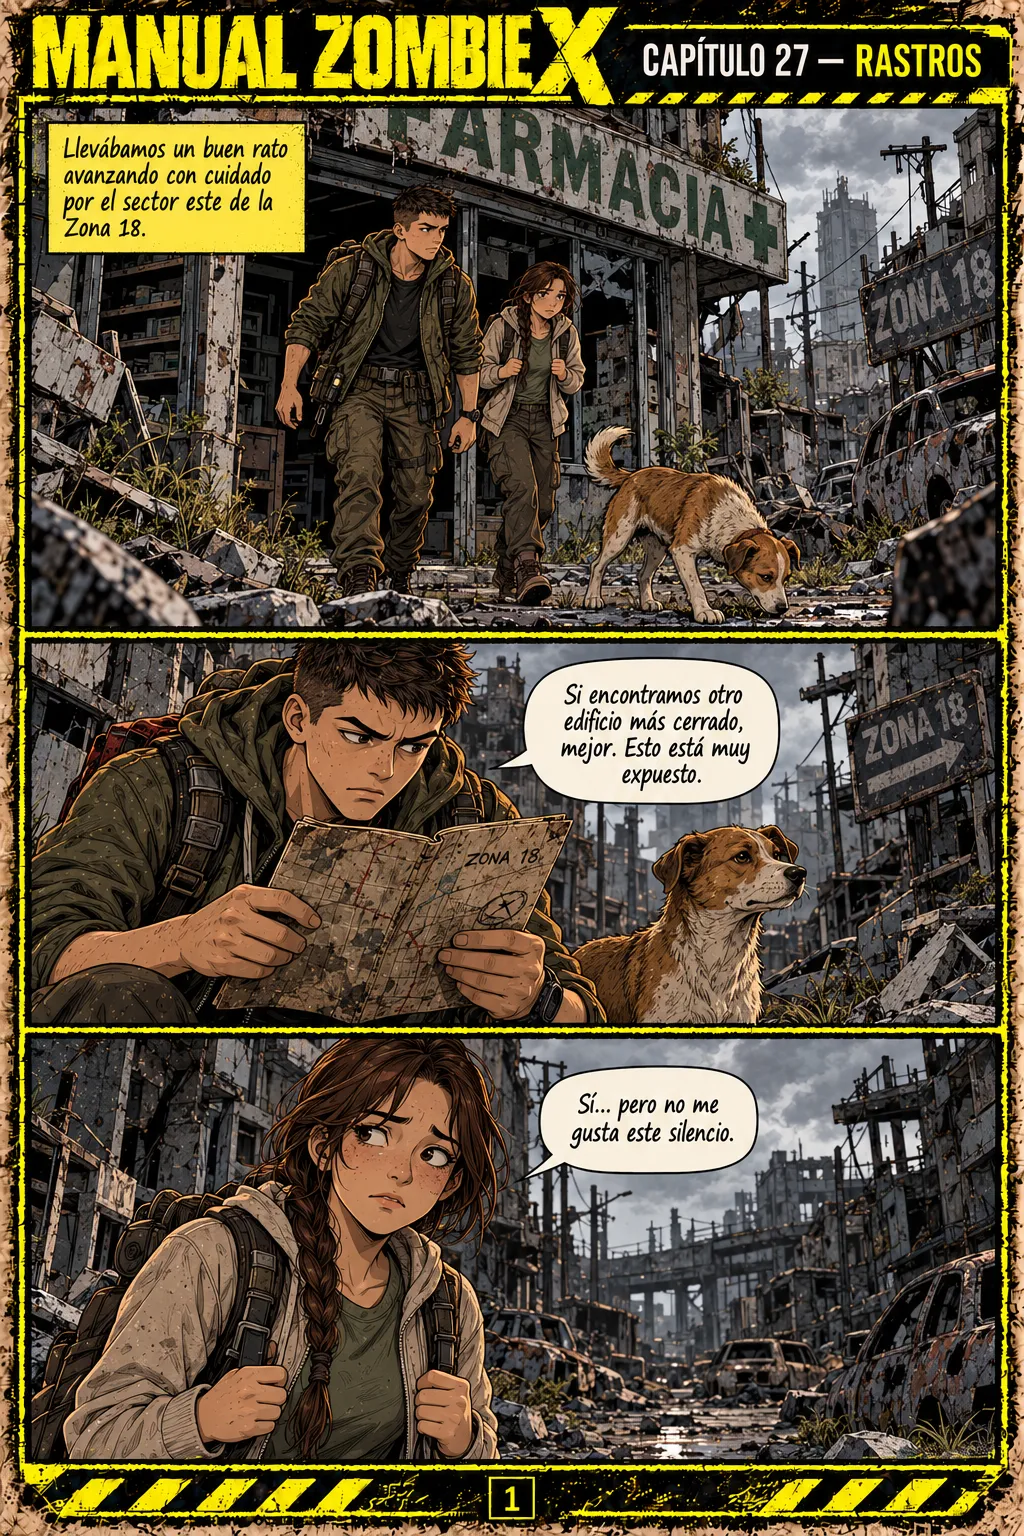 MANUAL ZOMBIE X
CAPÍTULO 27 — RASTROS
Llevábamos un buen rato
avanzando con cuidado
por el sector este de la
Zona 18.
FARMACIA
ZONA 18
Si encontramos otro
edificio más cerrado,
mejor. Esto está muy
expuesto.
ZONA 18
ZONA 18
Sí... pero no me
gusta este silencio.
1